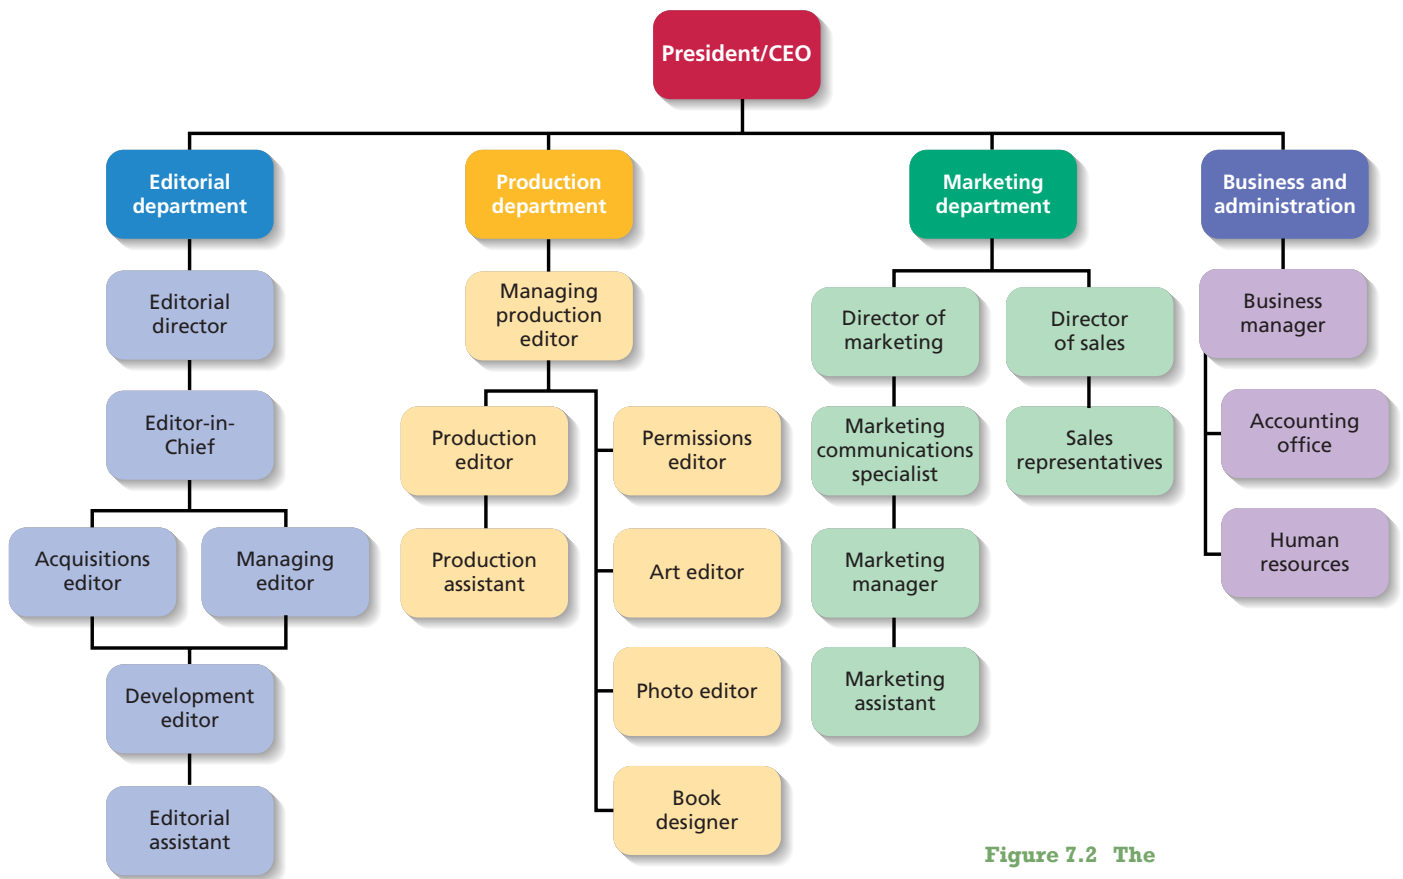 President/CEO
Editorial
department
Production
department
Marketing
department
Business and
administration
Editorial
director
Editor-in-
Chief
Acquisitions
editor
Managing
editor
Development
editor
Editorial
assistant
Managing
production
editor
Production
editor
Production
assistant
Permissions
editor
Art editor
Photo editor
Book
designer
Director of
marketing
Marketing
communications
specialist
Marketing
manager
Marketing
assistant
Director
of sales
Sales
representatives
Business
manager
Accounting
office
Human
resources
Figure 7.2 The